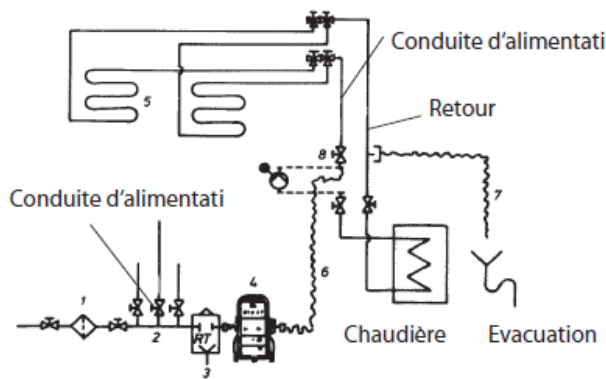 Conduite d'alimentati
Retour
5
8
Conduite d'alimentati
7
6
4
1
2
RT
3
Chaudière
Evacuation